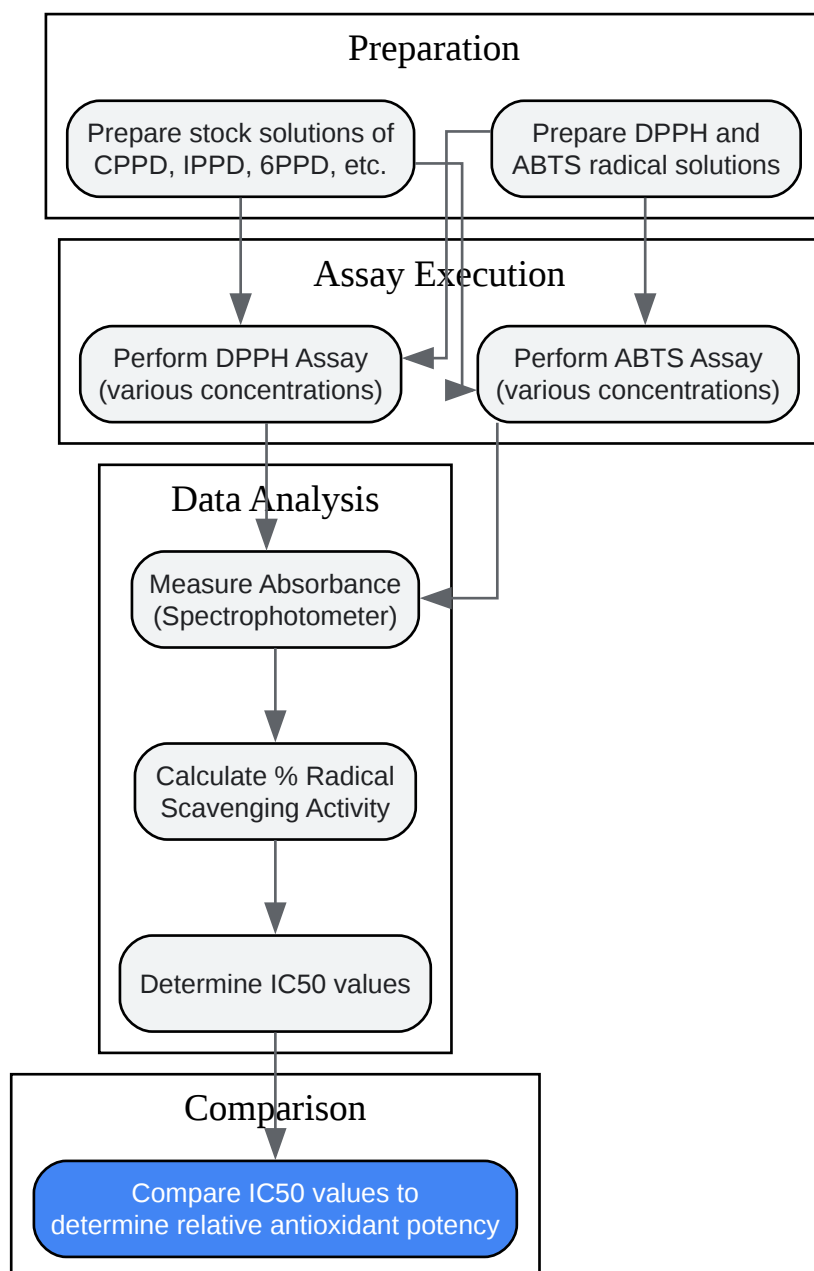 Preparation
Prepare stock solutions of
CPPD, IPPD, 6PPD, etc.
Prepare DPPH and
ABTS radical solutions
Assay Execution
Perform DPPH Assay
(various concentrations)
Perform ABTS Assay
(various concentrations)
Data Analysis
Measure Absorbance
(Spectrophotometer)
Calculate % Radical
Scavenging Activity
Determine IC50 values
Comparison
Compare IC50 values to
determine relative antioxidant potency